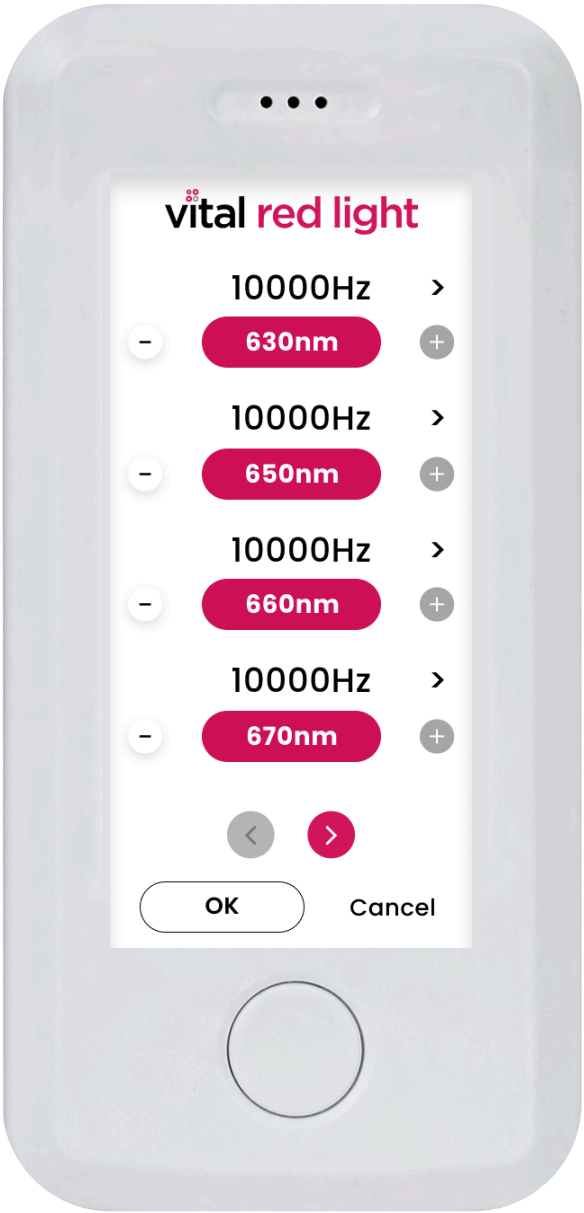 vital red light
10000Hz >
- 630nm +
10000Hz >
- 650nm +
10000Hz >
- 660nm +
10000Hz >
- 670nm +
< >
OK Cancel